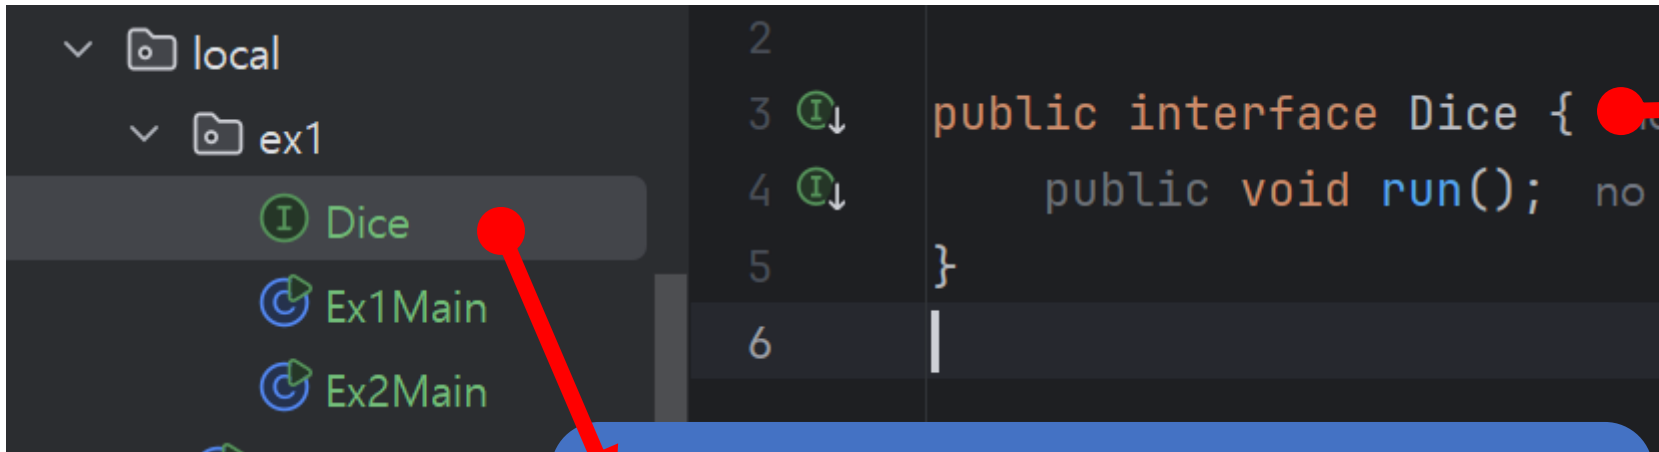 local
ex1
Dice
Ex1Main
Ex2Main
2
3 public interface Dice {
4 public void run(); no
5 }
6